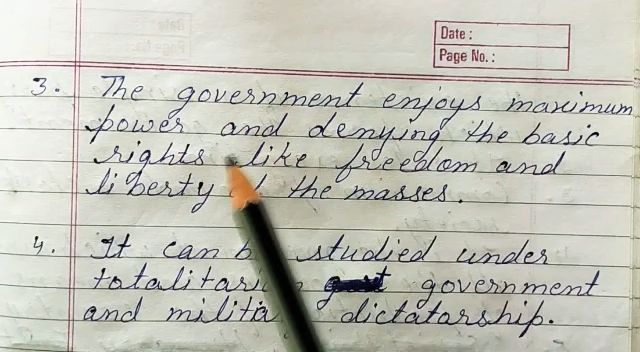 Date :
Page No. :
3. The government enjoys maximum
power and denying the basic
rights like freedom and
liberty the masses.
4. It can studied under
government
and dictatorship.